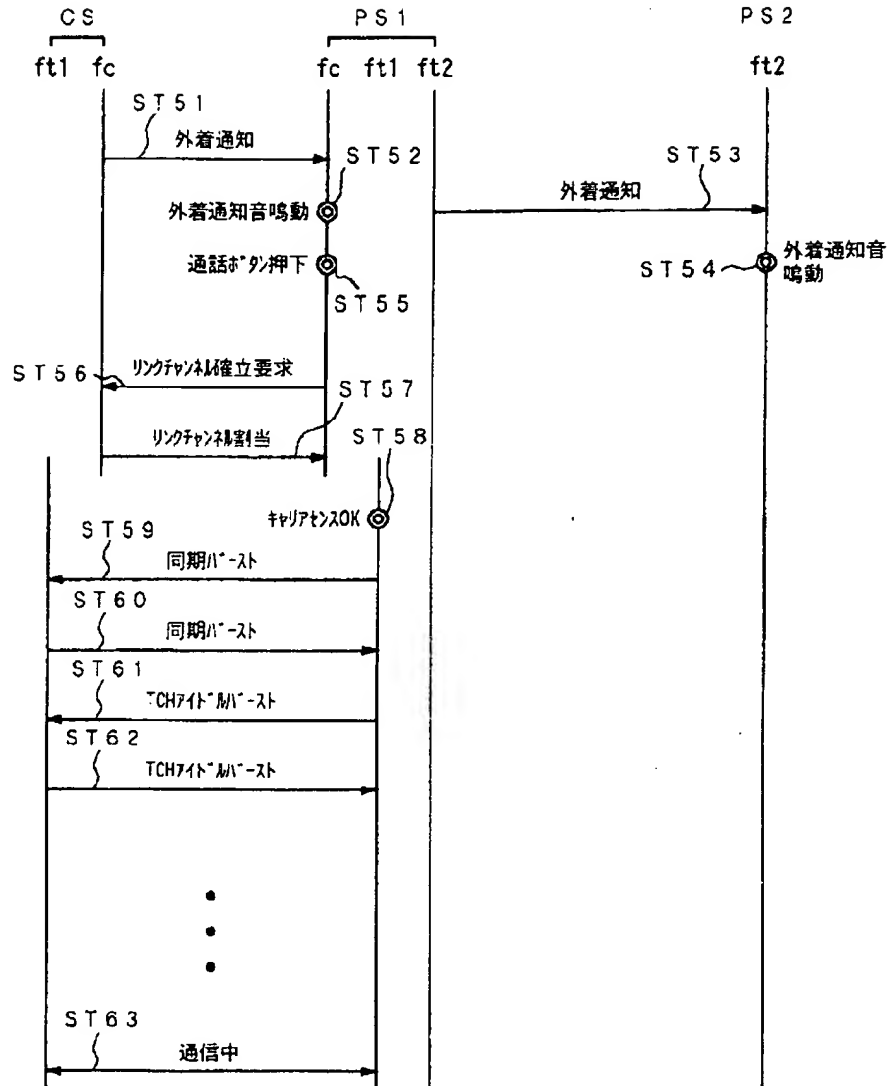 CS PS1 PS2
ft1 fc fc ft1 ft2 ft2
ST51
外着通知
ST52
ST53
外着通知音鳴動
外着通知
通話ボタン押下
ST54
外着通知音
鳴動
ST55
ST56
リンクチャンネル確立要求
ST57
リンクチャンネル割当
ST58
キャリアセンスOK
ST59
同期バースト
ST60
同期バースト
ST61
TCHアイドルバースト
ST62
TCHアイドルバースト
ST63
通信中